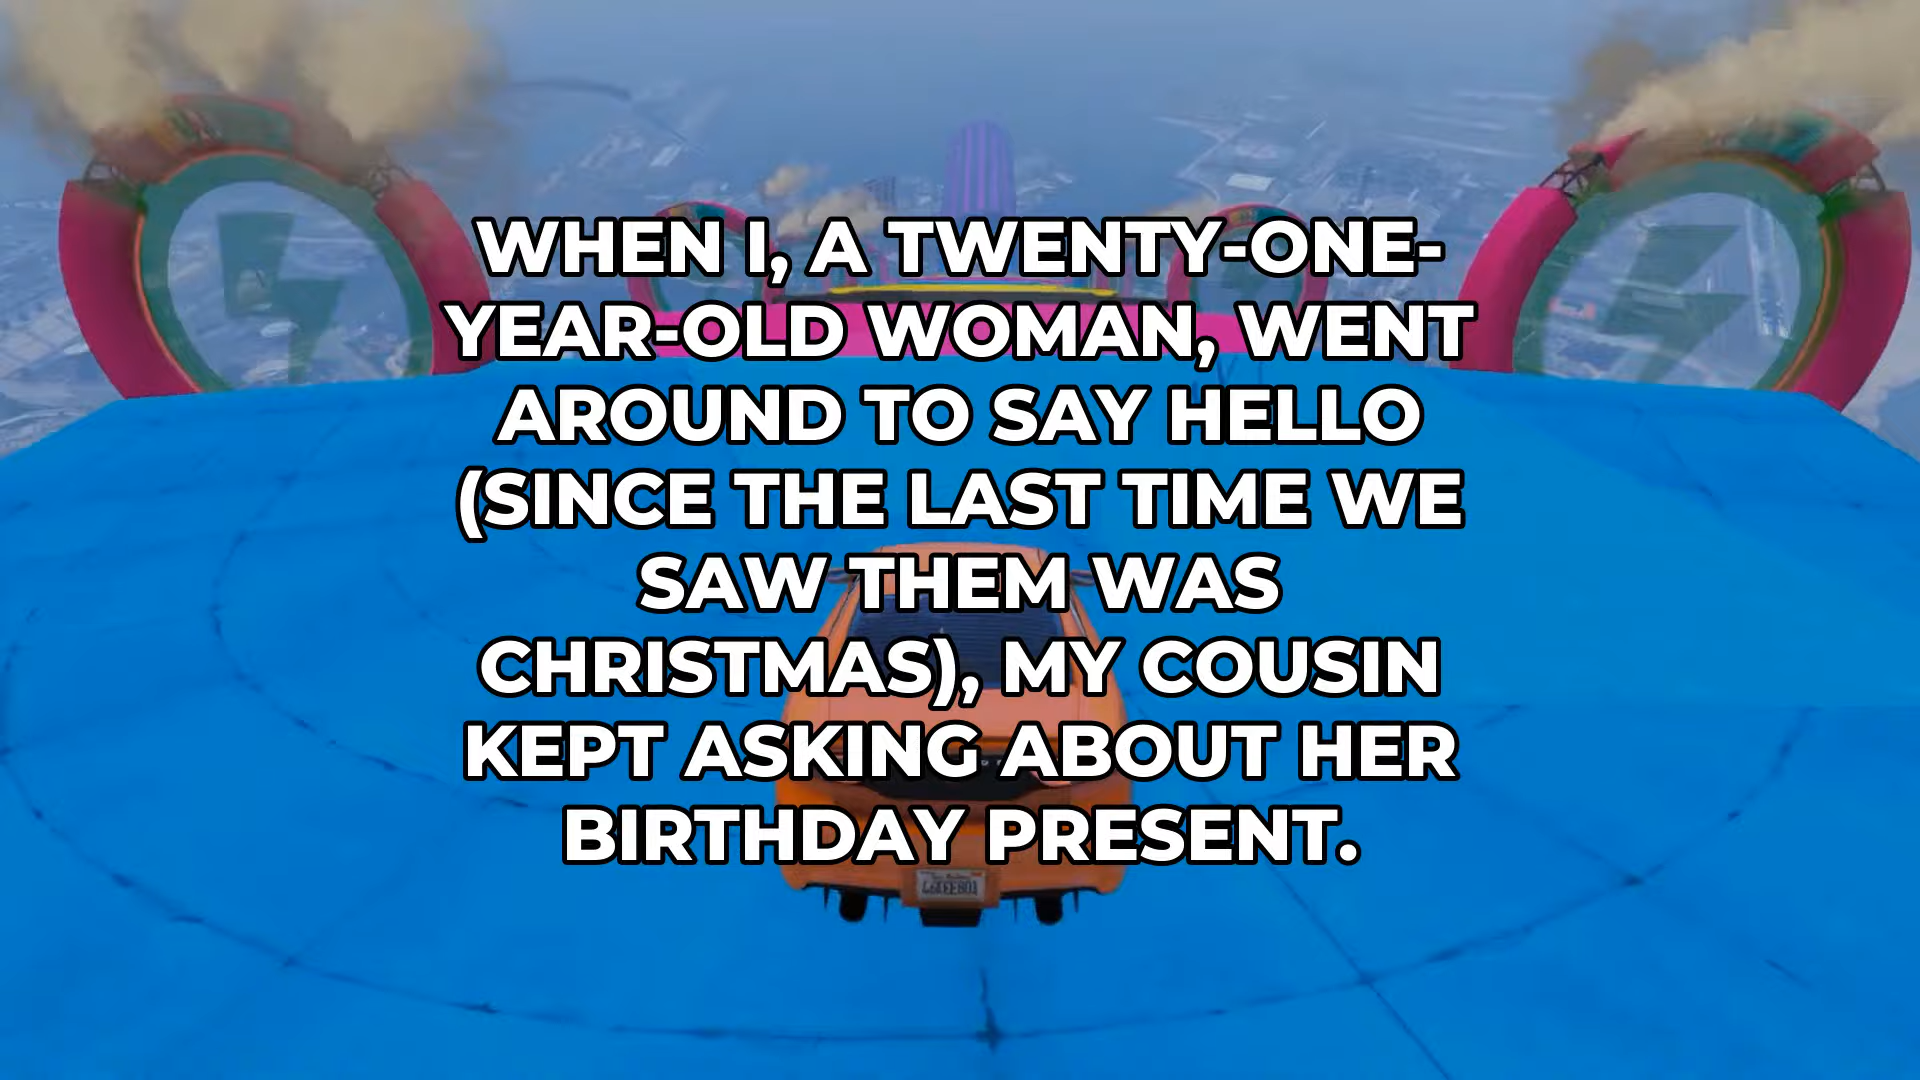 WHEN I, A TWENTY-ONE-
YEAR-OLD WOMAN, WENT
AROUND TO SAY HELLO
(SINCE THE LAST TIME WE
SAW THEM WAS
CHRISTMAS), MY COUSIN
KEPT ASKING ABOUT HER
BIRTHDAY PRESENT.